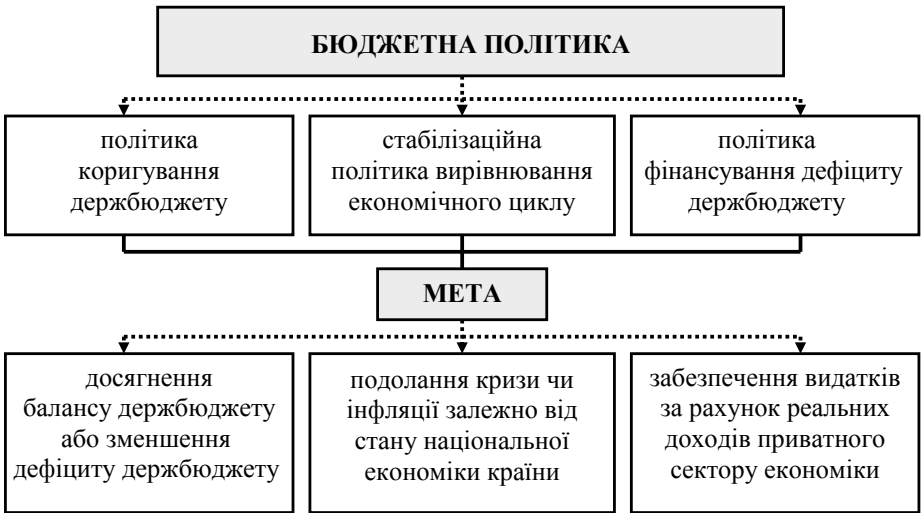 БЮДЖЕТНА ПОЛІТИКА
політика
коригування
держбюджету
стабілізаційна
політика вирівнювання
економічного циклу
політика
фінансування дефіциту
держбюджету
МЕТА
досягнення
балансу держбюджету
або зменшення
дефіциту держбюджету
подолання кризи чи
інфляції залежно від
стану національної
економіки країни
забезпечення видатків
за рахунок реальних
доходів приватного
сектору економіки